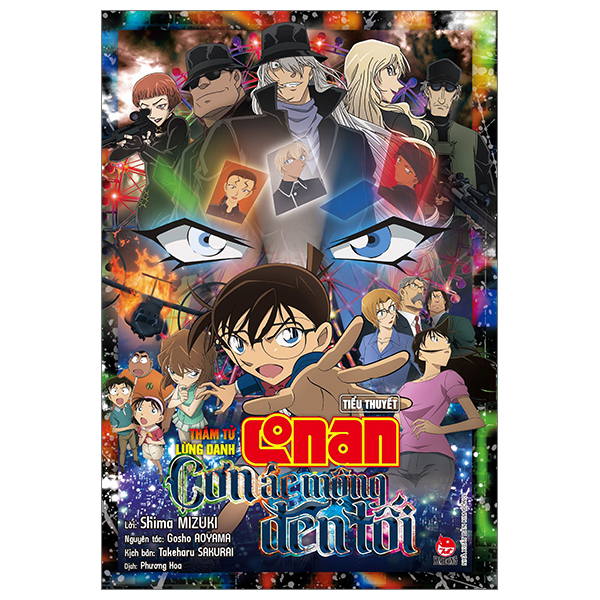 TIỂU THUYẾT
THÁM TỬ
LỪNG DANH
Conan
Cơn ác mộng
đen tối
Lời: Shima MIZUKI
Nguyên tác: Gosho AOYAMA
Kịch bản: Takeharu SAKURAI
Dịch: Phương Hoa